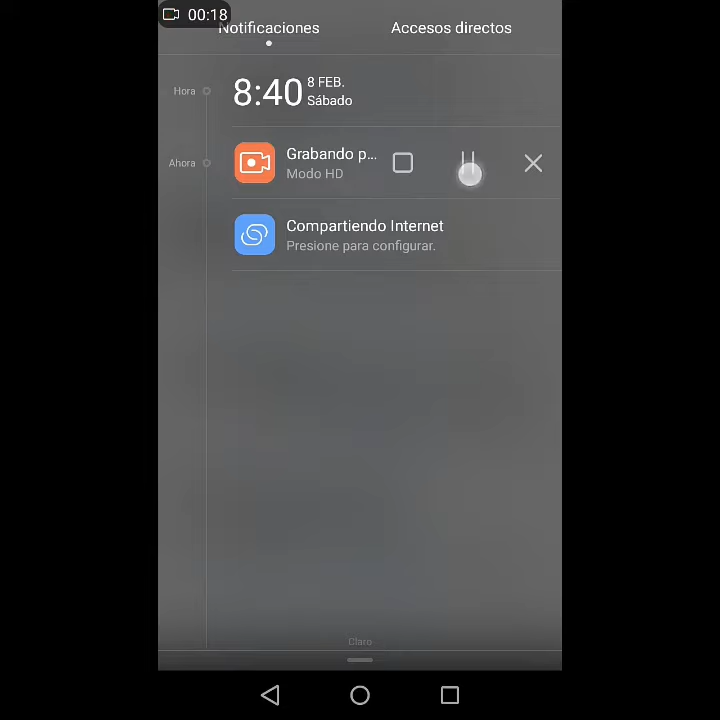 00:18
Notificaciones
Accesos directos
Hora
8:40
8 FEB.
Sábado
Ahora
Grabando p...
Modo HD
Compartiendo Internet
Presione para configurar.
Claro